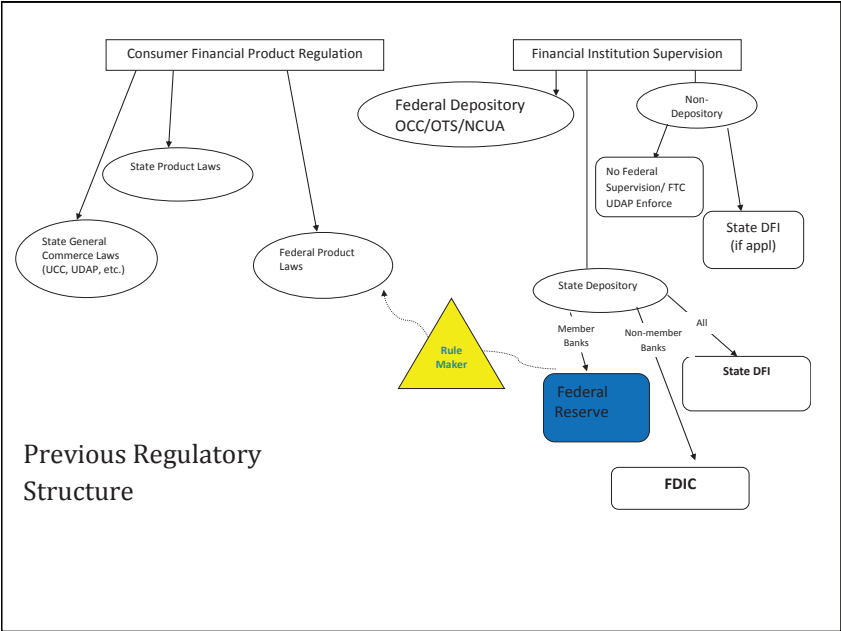 Consumer Financial Product Regulation
Financial Institution Supervision
Federal Depository
OCC/OTS/NCUA
Non-
Depository
State Product Laws
No Federal
Supervision/ FTC
UDAP Enforce
State DFI
(if appl)
State General
Commerce Laws
(UCC, UDAP, etc.)
Federal Product
Laws
State Depository
Member
Banks
Non-member
Banks
All
Rule
Maker
Federal
Reserve
State DFI
Previous Regulatory
Structure
FDIC